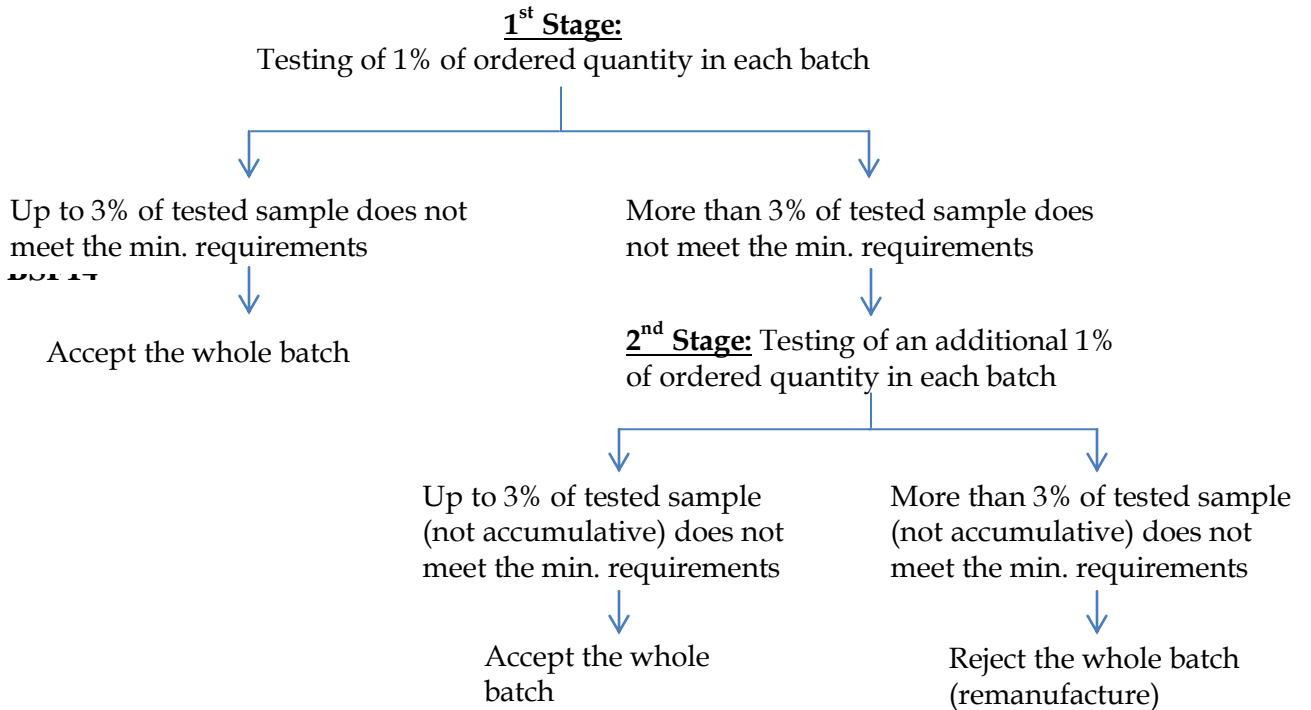 1st Stage:
Testing of 1% of ordered quantity in each batch
Up to 3% of tested sample does not
meet the min. requirements
More than 3% of tested sample does
not meet the min. requirements
Accept the whole batch
2nd Stage: Testing of an additional 1%
of ordered quantity in each batch
Up to 3% of tested sample
(not accumulative) does not
meet the min. requirements
More than 3% of tested sample
(not accumulative) does not
meet the min. requirements
Accept the whole
batch
Reject the whole batch
(remanufacture)